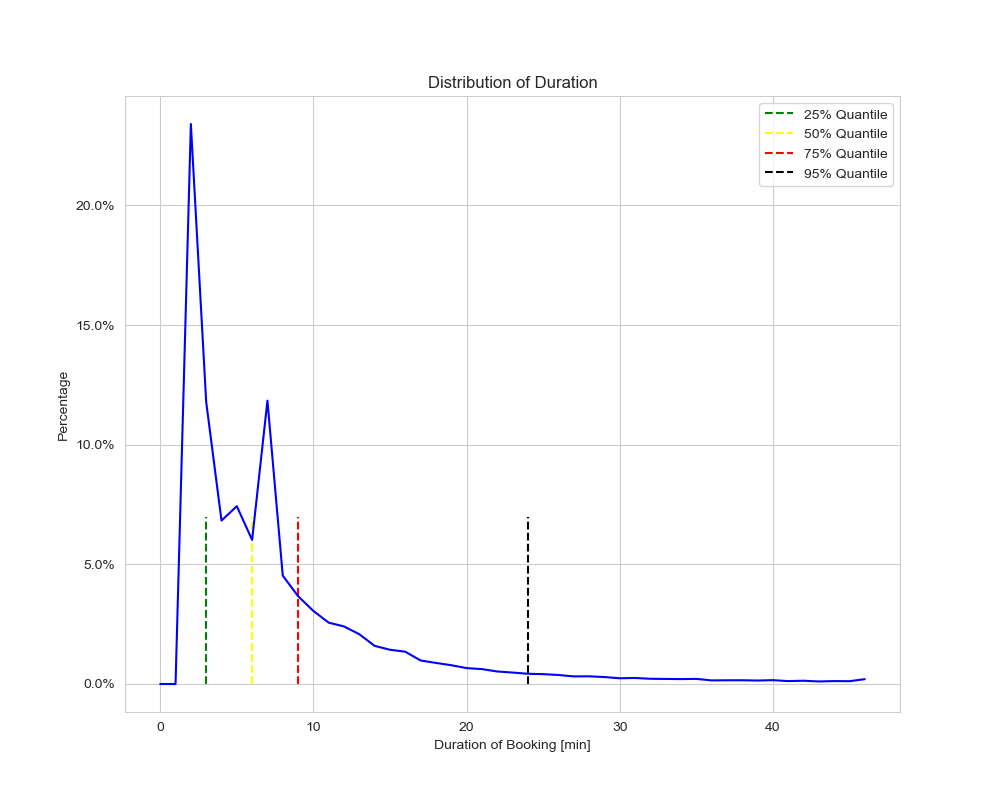 Distribution of Duration
25% Quantile
50% Quantile
75% Quantile
95% Quantile
20.0%
15.0%
10.0%
5.0%
0.0%
Percentage
0 10 20 30 40
Duration of Booking [min]